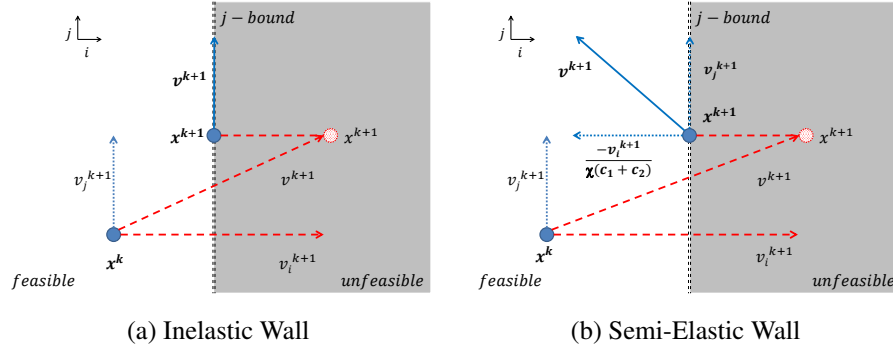 j − bound
j
i
v^{k+1}
x^{k+1}
x^{k+1}
v_j^{k+1}
v^{k+1}
x^k
v_i^{k+1}
feasible
unfeasible
(a) Inelastic Wall
j − bound
j
i
v^{k+1}
v_j^{k+1}
x^{k+1}
x^{k+1}
−v_i^{k+1}
χ(c_1 + c_2)
v_j^{k+1}
v^{k+1}
x^k
v_i^{k+1}
feasible
unfeasible
(b) Semi-Elastic Wall